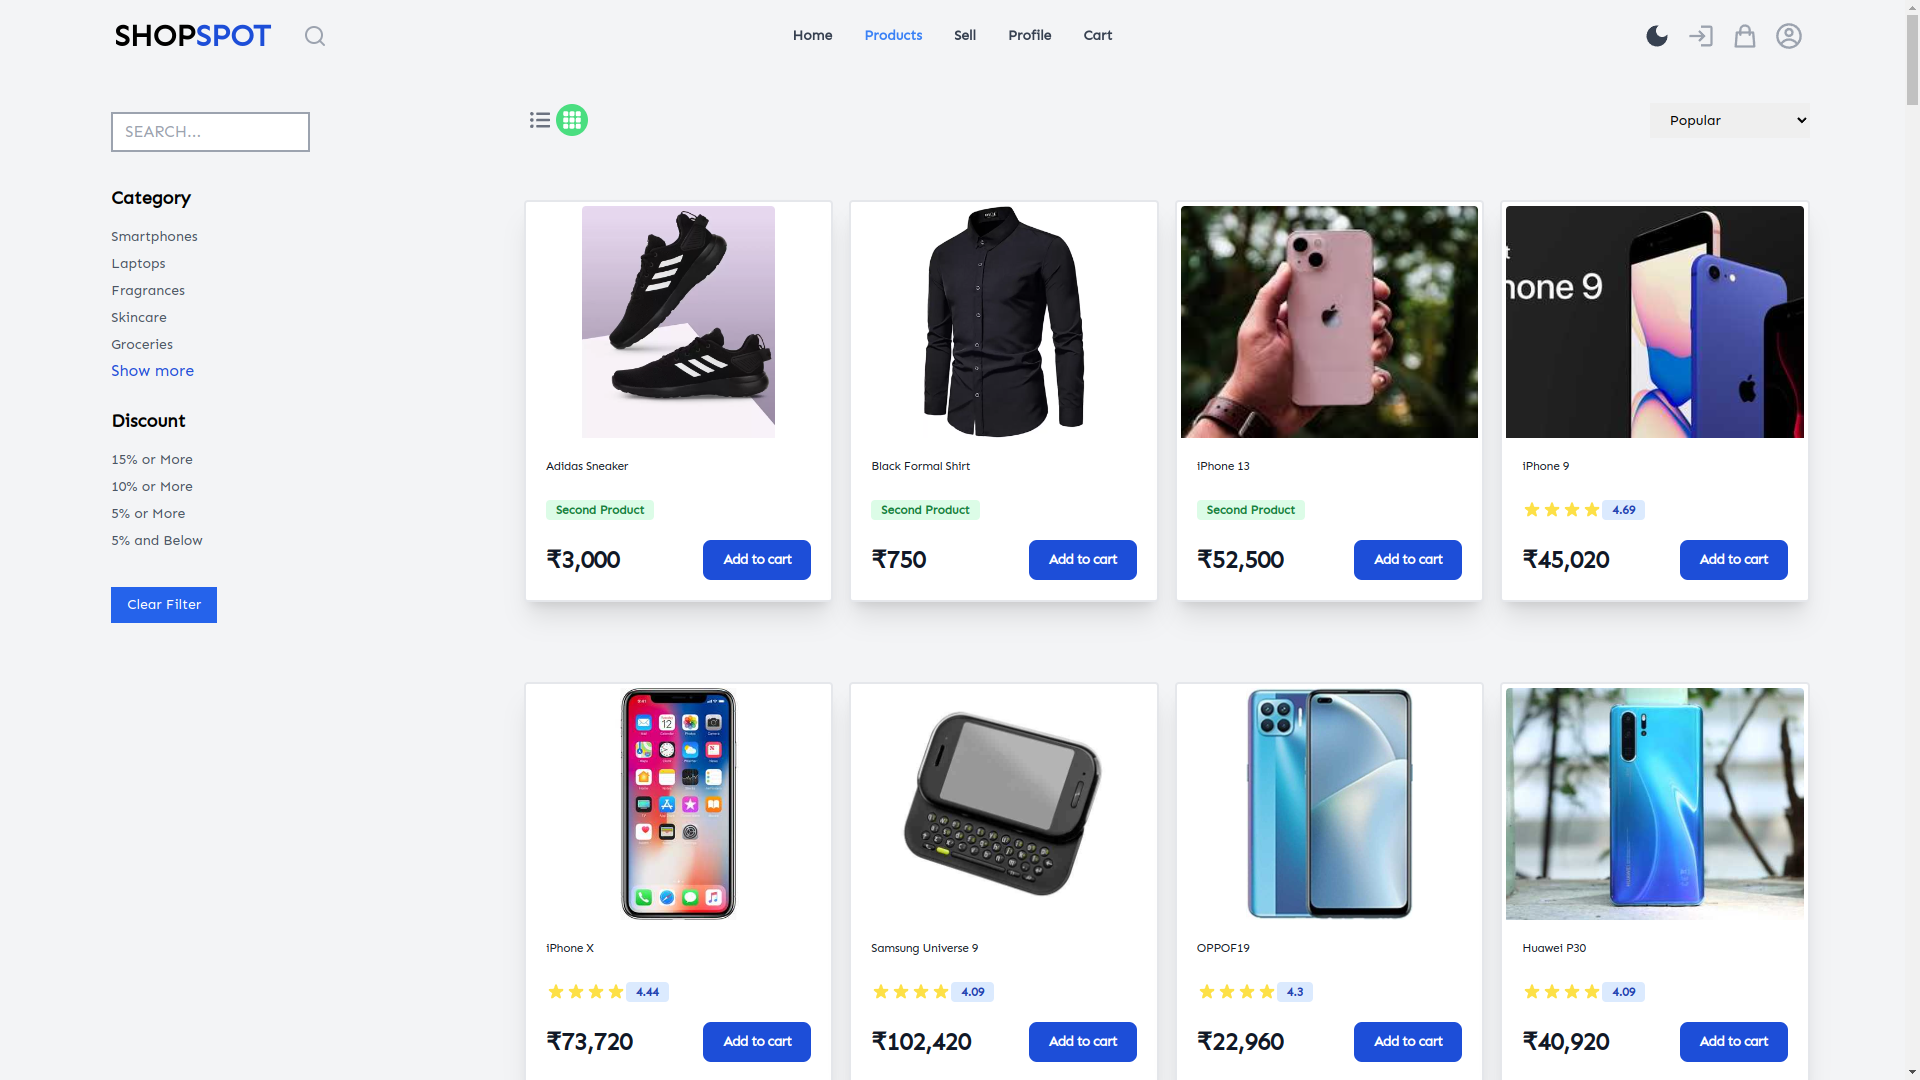 SHOPSPOT
Home
Products
Sell
Profile
Cart
SEARCH...
Category
Smartphones
Laptops
Fragrances
Skincare
Groceries
Show more
Discount
15% or More
10% or More
5% or More
5% and Below
Clear Filter
Popular
Adidas Sneaker
Second Product
₹3,000
Add to cart
Black Formal Shirt
Second Product
₹750
Add to cart
iPhone 13
Second Product
₹52,500
Add to cart
hone 9
iPhone 9
4.69
₹45,020
Add to cart
iPhone X
4.44
₹73,720
Add to cart
Samsung Universe 9
4.09
₹102,420
Add to cart
OPPOF19
4.3
₹22,960
Add to cart
Huawei P30
4.09
₹40,920
Add to cart